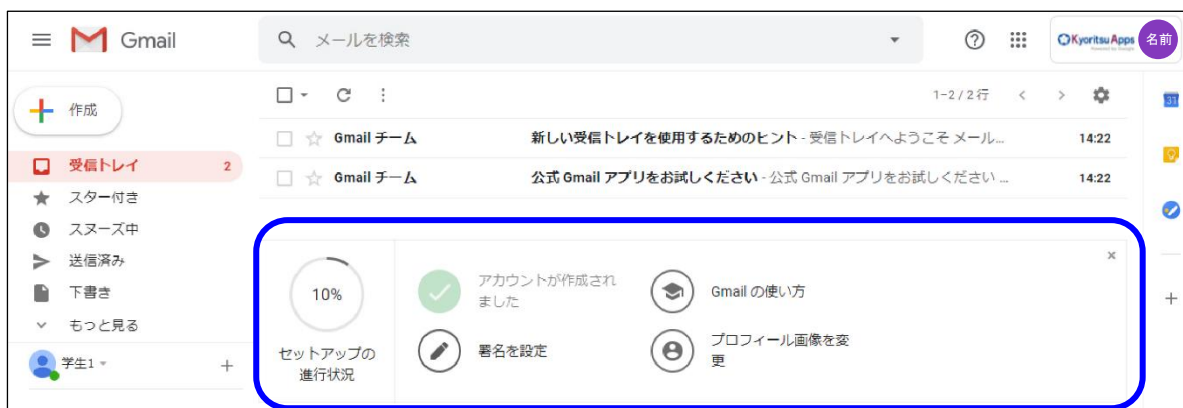 Gmail
メールを検索
Kyoritsu Apps
名前
作成
1-2 / 2 行
31
Gmail チーム 新しい受信トレイを使用するためのヒント - 受信トレイへようこそ メール... 14:22
受信トレイ 2
Gmail チーム 公式 Gmail アプリをお試しください - 公式 Gmail アプリをお試しください ... 14:22
スター付き
スヌーズ中
送信済み
下書き
もっと見る
学生1
10%
セットアップの
進行状況
アカウントが作成され
ました
Gmail の使い方
署名を設定
プロフィール画像を変
更